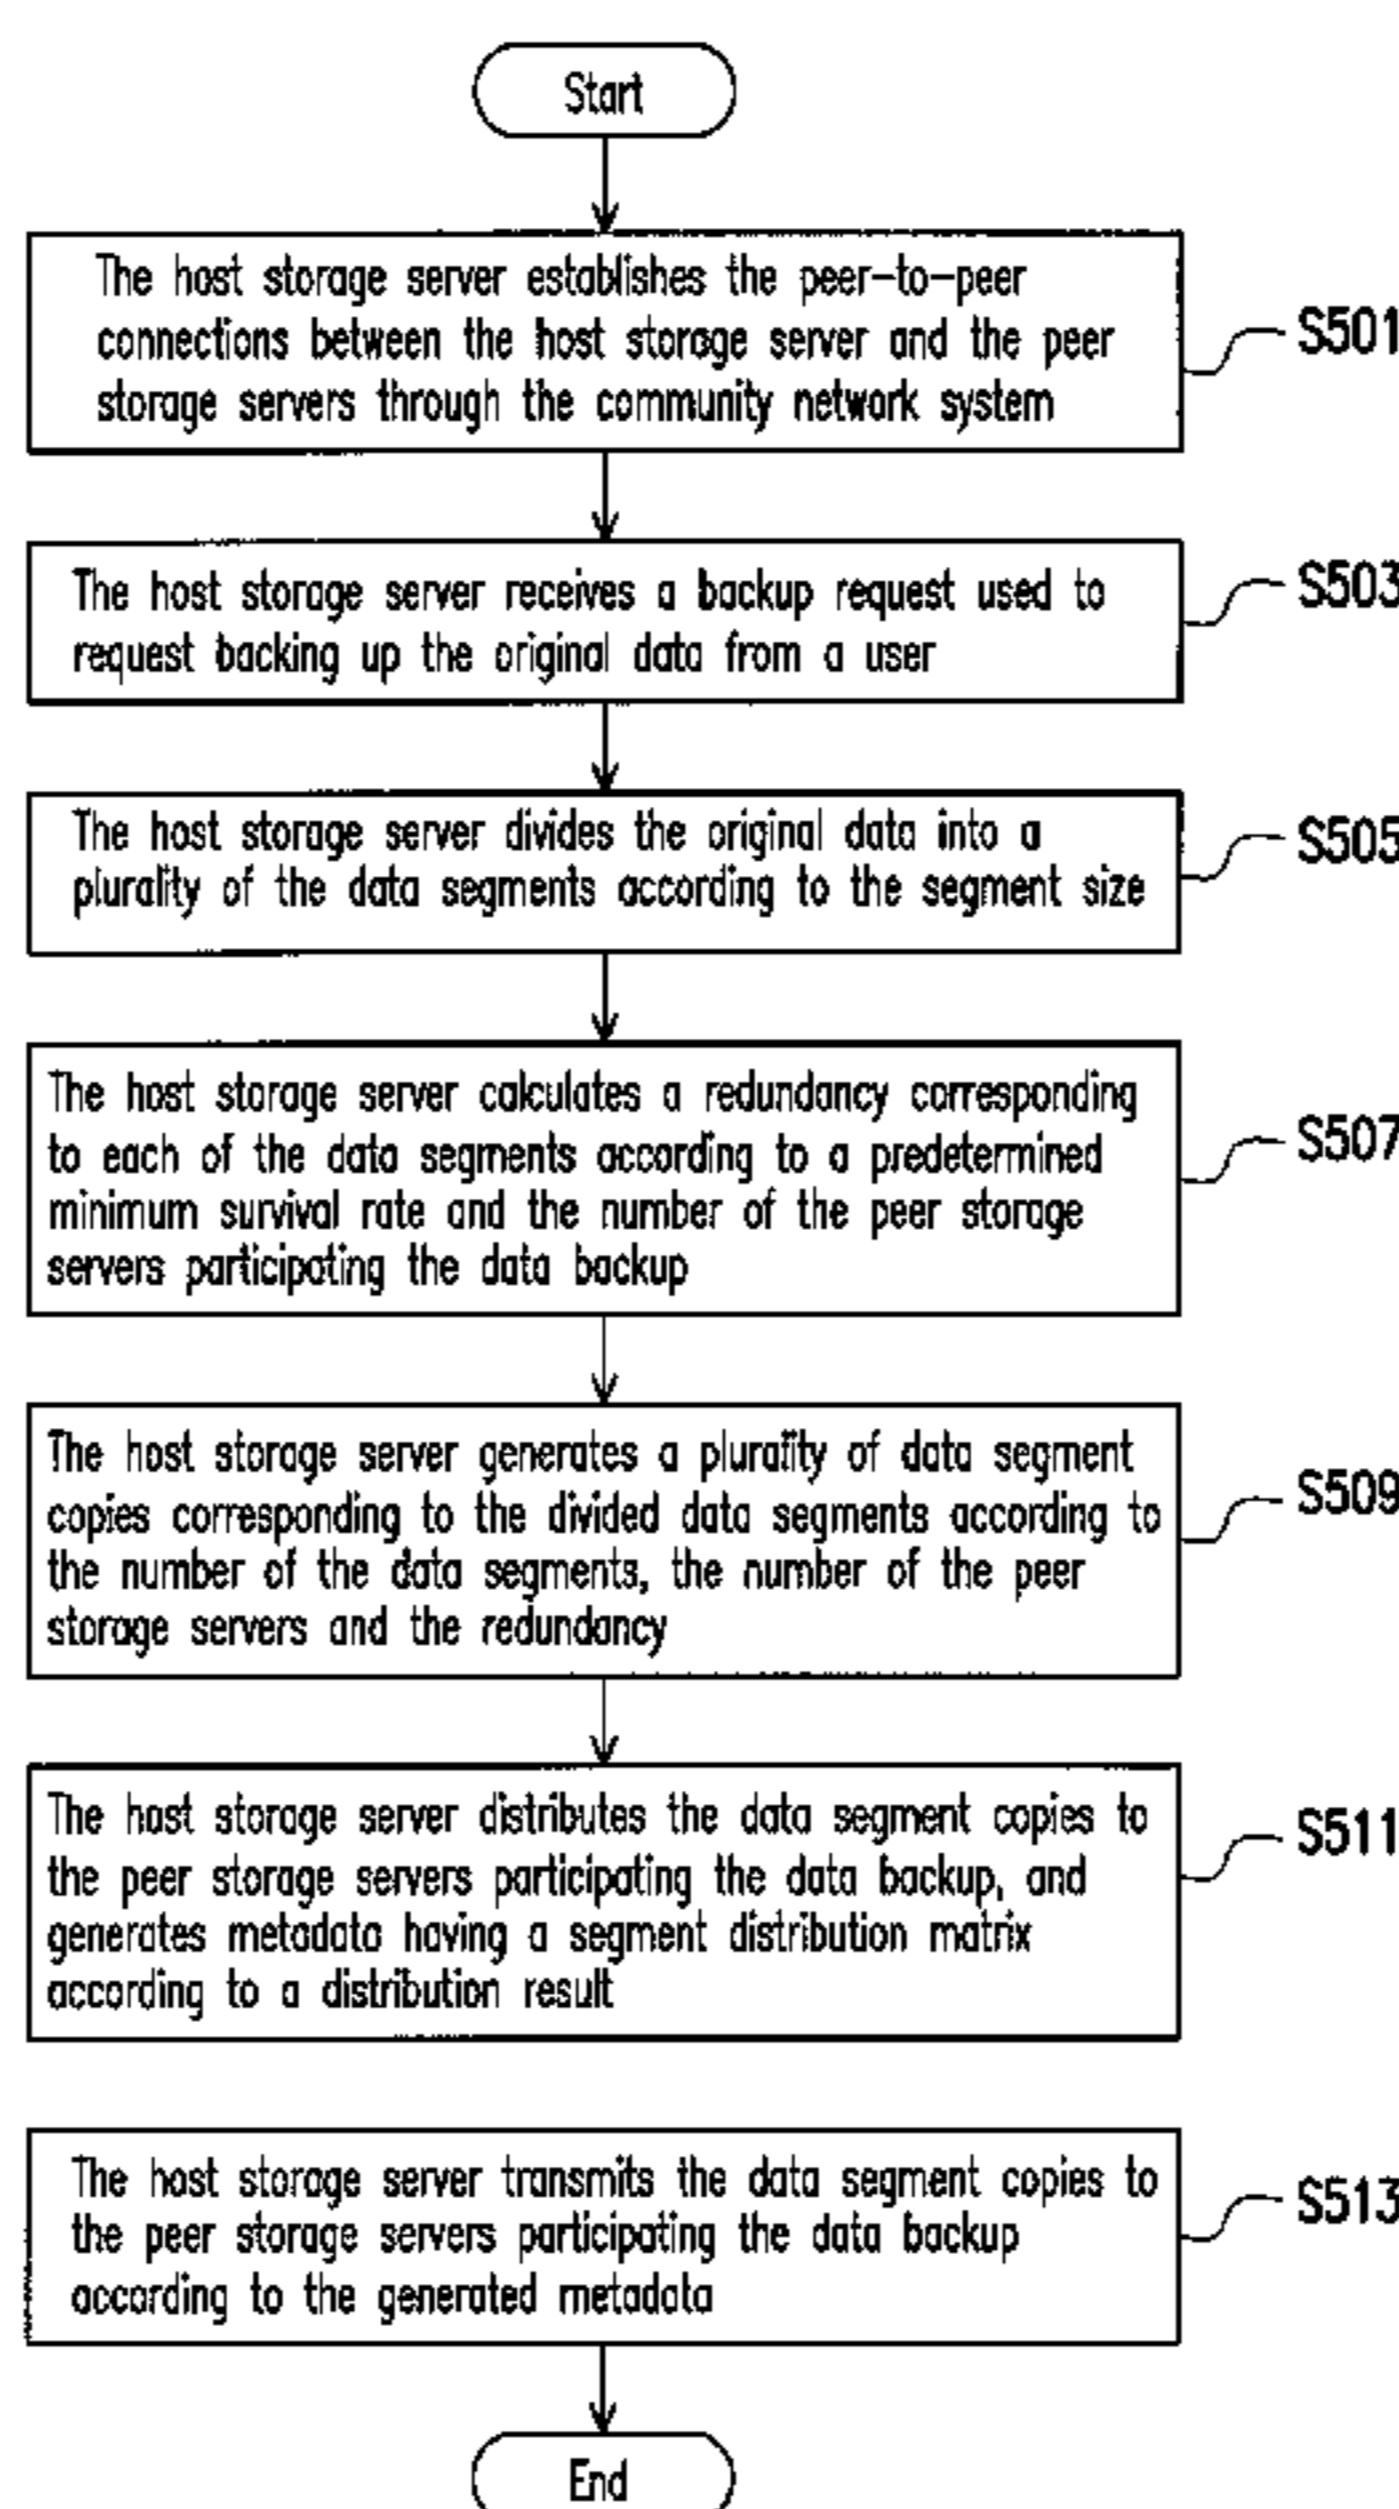 Start
The host storage server establishes the peer-to-peer
connections between the host storage server and the peer
storage servers through the community network system
S501
The host storage server receives a backup request used to
request backing up the original data from a user
S503
The host storage server divides the original data into a
plurality of the data segments according to the segment size
S505
The host storage server calculates a redundancy corresponding
to each of the data segments according to a predetermined
minimum survival rate and the number of the peer storage
servers participating the data backup
S507
The host storage server generates a plurality of data segment
copies corresponding to the divided data segments according to
the number of the data segments, the number of the peer
storage servers and the redundancy
S509
The host storage server distributes the data segment copies to
the peer storage servers participating the data backup, and
generates metadata having a segment distribution matrix
according to a distribution result
S511
The host storage server transmits the data segment copies to
the peer storage servers participating the data backup
according to the generated metadata
S513
End